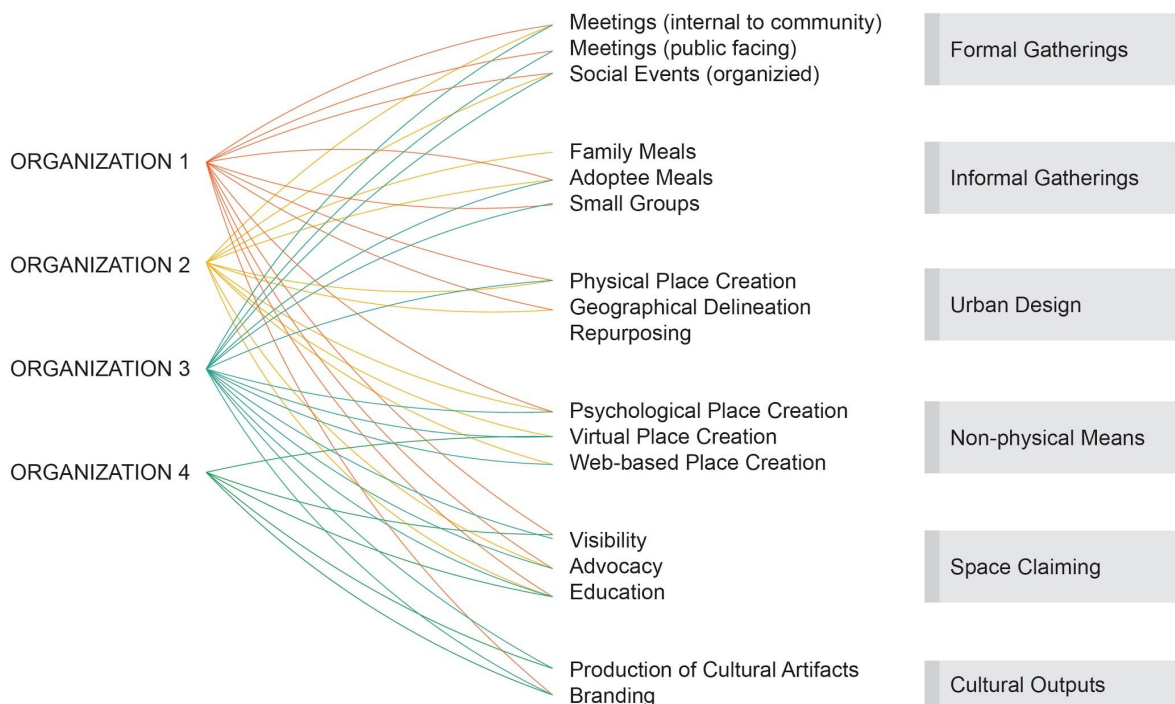 Meetings (internal to community)
Meetings (public facing)
Social Events (organizied)
Formal Gatherings
ORGANIZATION 1
Family Meals
Adoptee Meals
Small Groups
Informal Gatherings
ORGANIZATION 2
Physical Place Creation
Geographical Delineation
Repurposing
Urban Design
ORGANIZATION 3
Psychological Place Creation
Virtual Place Creation
Web-based Place Creation
Non-physical Means
ORGANIZATION 4
Visibility
Advocacy
Education
Space Claiming
Production of Cultural Artifacts
Branding
Cultural Outputs